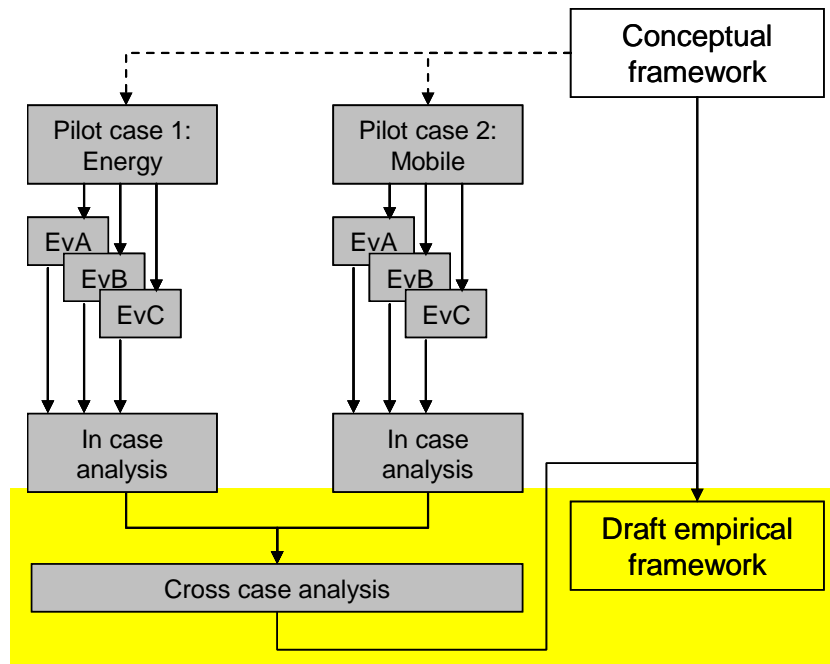 Conceptual
framework
Pilot case 1:
Energy
Pilot case 2:
Mobile
EvA
EvB
EvC
EvA
EvB
EvC
In case
analysis
In case
analysis
Draft empirical
framework
Cross case analysis